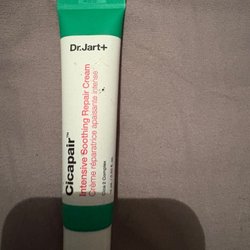 Dr.Jart+
Cicapair™
Intensive Soothing Repair Cream
Crème réparatrice apaisante intense